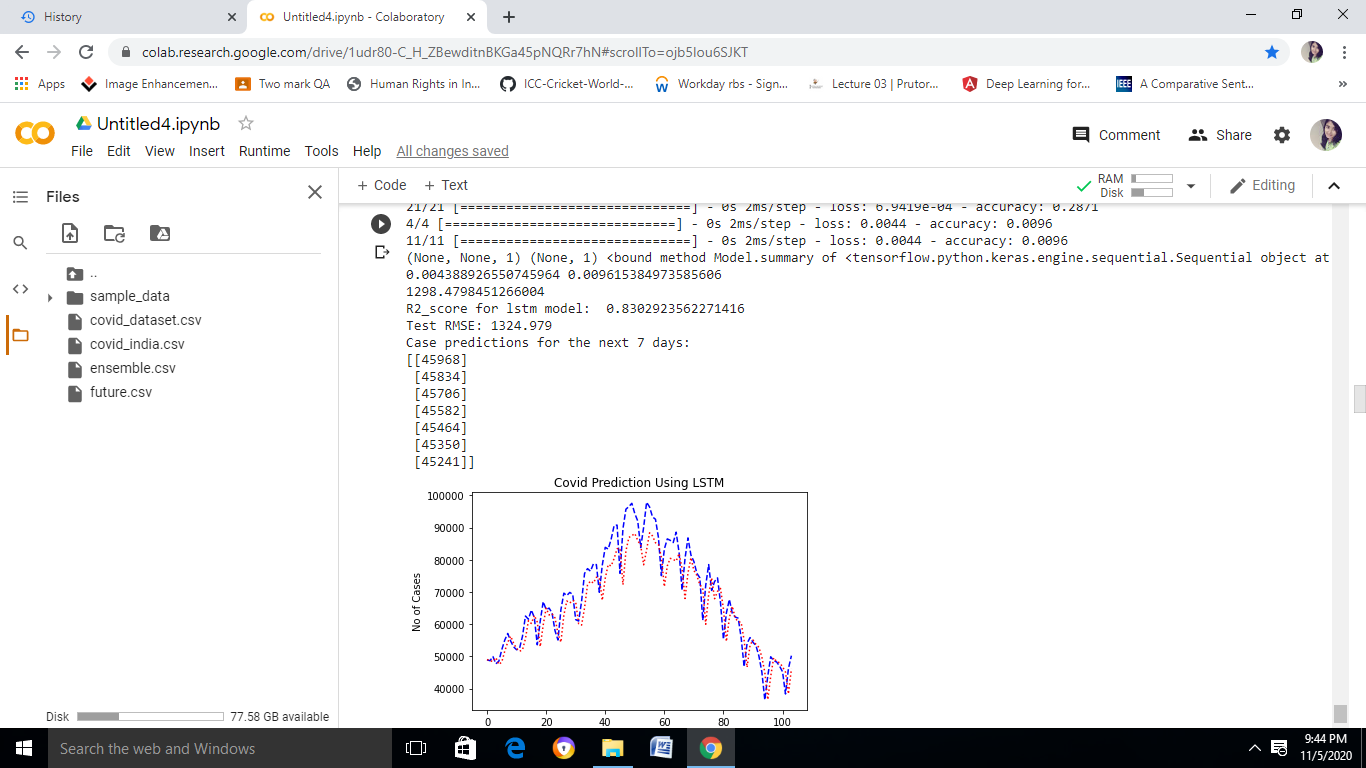 History
Untitled4.ipynb - Colaboratory
colab.research.google.com/drive/1udr80-C_H_ZBewditnBKGa45pNQRr7hN#scrollTo=ojb5Iou6SJKT
Apps Image Enhancemen... Two mark QA Human Rights in In... ICC-Cricket-World-... Workday rbs - Sign... Lecture 03 | Prutor... Deep Learning for... IEEE A Comparative Sent... »
Untitled4.ipynb
Comment Share
File Edit View Insert Runtime Tools Help All changes saved
Files
+ Code + Text
RAM
Disk
Editing
..
sample_data
covid_dataset.csv
covid_india.csv
ensemble.csv
future.csv
Disk 77.58 GB available
21/21 [==============================] - 0s 2ms/step - loss: 6.9419e-04 - accuracy: 0.2871
4/4 [==============================] - 0s 2ms/step - loss: 0.0044 - accuracy: 0.0096
11/11 [==============================] - 0s 2ms/step - loss: 0.0044 - accuracy: 0.0096
(None, None, 1) (None, 1) <bound method Model.summary of <tensorflow.python.keras.engine.sequential.Sequential object at
0.004388926550745964 0.009615384973585606
1298.4798451266004
R2_score for lstm model:  0.8302923562271416
Test RMSE: 1324.979
Case predictions for the next 7 days:
[[45968]
[45834]
[45706]
[45582]
[45464]
[45350]
[45241]]
Covid Prediction Using LSTM
No of Cases
100000
90000
80000
70000
60000
50000
40000
0 20 40 60 80 100
Search the web and Windows
9:44 PM
11/5/2020